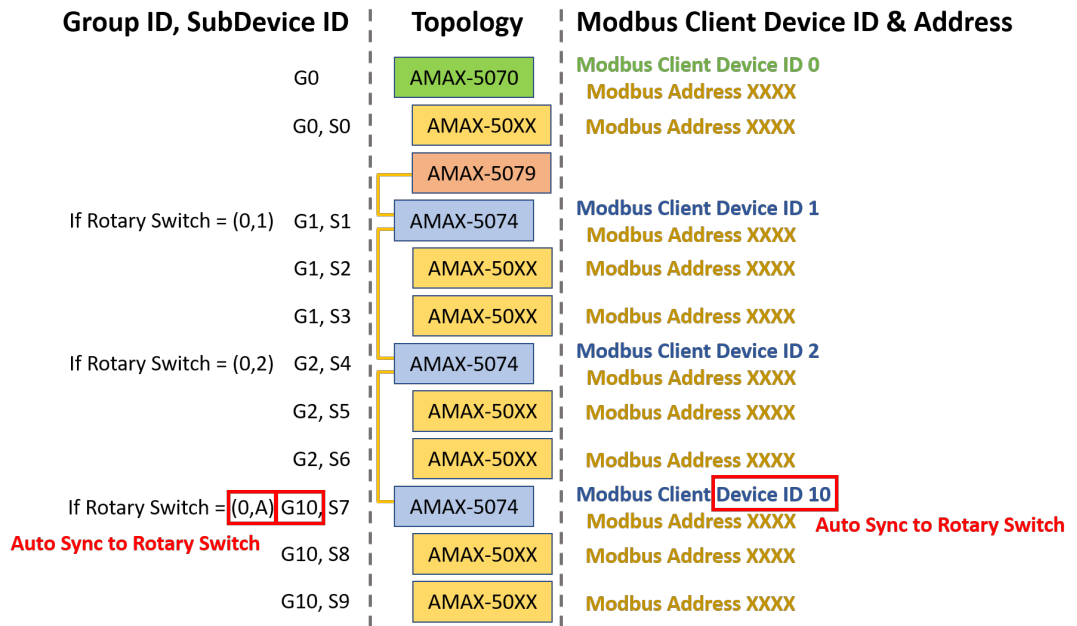 Group ID, SubDevice ID Topology Modbus Client Device ID & Address
G0 AMAX-5070 Modbus Client Device ID 0
Modbus Address XXXX
G0, S0 AMAX-50XX Modbus Address XXXX
AMAX-5079
If Rotary Switch = (0,1) G1, S1 AMAX-5074 Modbus Client Device ID 1
Modbus Address XXXX
G1, S2 AMAX-50XX Modbus Address XXXX
G1, S3 AMAX-50XX Modbus Address XXXX
If Rotary Switch = (0,2) G2, S4 AMAX-5074 Modbus Client Device ID 2
Modbus Address XXXX
G2, S5 AMAX-50XX Modbus Address XXXX
G2, S6 AMAX-50XX Modbus Address XXXX
If Rotary Switch = (0,A) G10, S7 AMAX-5074 Modbus Client Device ID 10
Modbus Address XXXX
Auto Sync to Rotary Switch Auto Sync to Rotary Switch
G10, S8 AMAX-50XX Modbus Address XXXX
G10, S9 AMAX-50XX Modbus Address XXXX